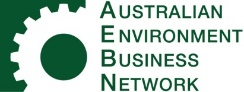 AUSTRALIAN
ENVIRONMENT
BUSINESS
NETWORK